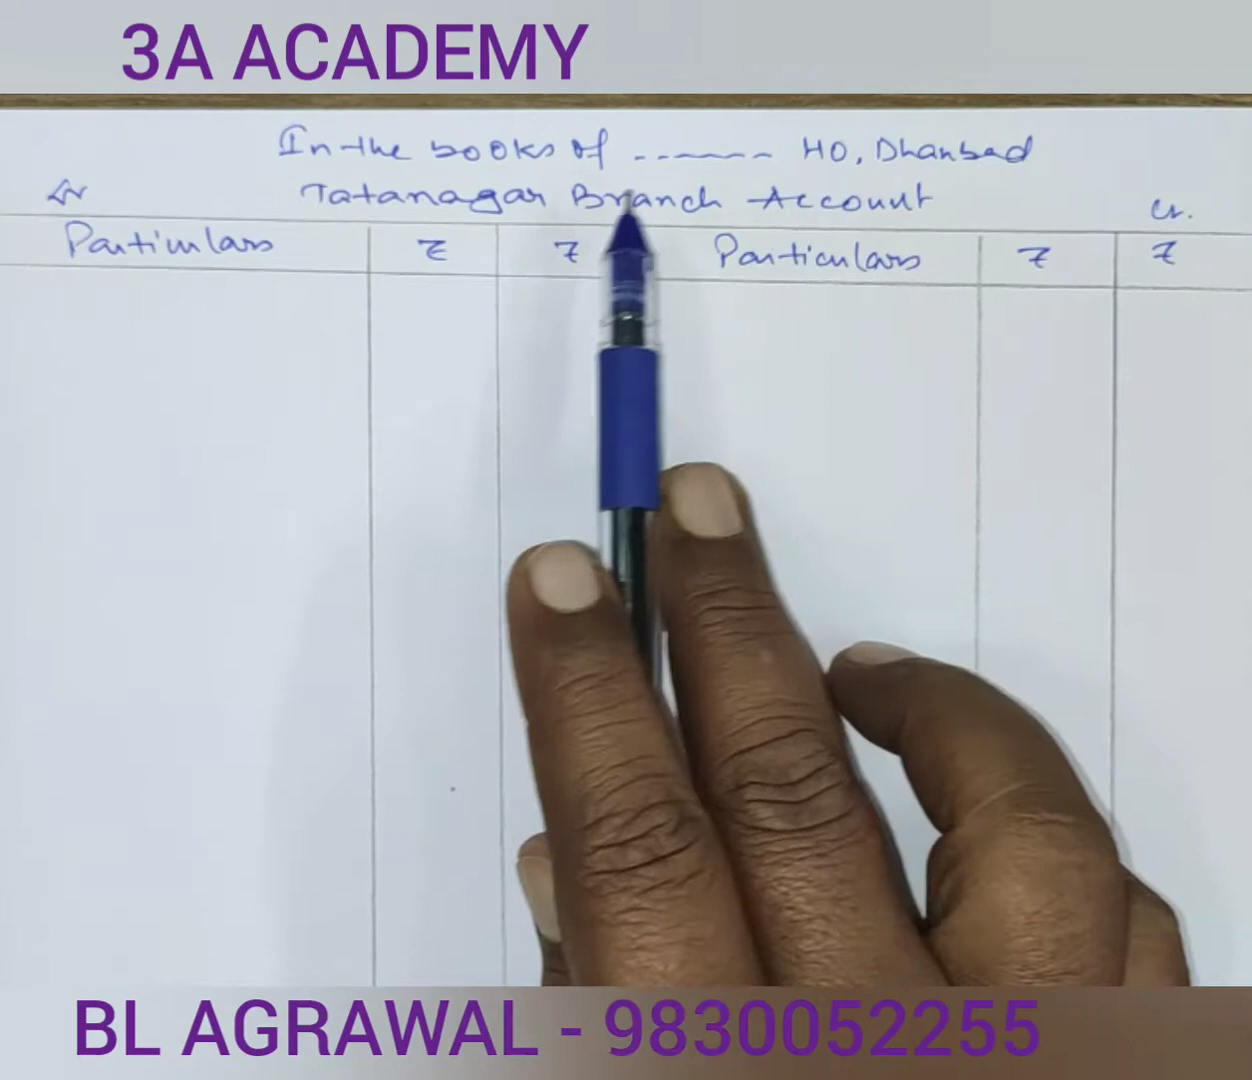 3A ACADEMY
In the books of ------- HO, Dhanbad
Dr Tatanagar Branch Account Cr.
Particulars ₹ ₹ Particulars ₹ ₹
BL AGRAWAL - 9830052255